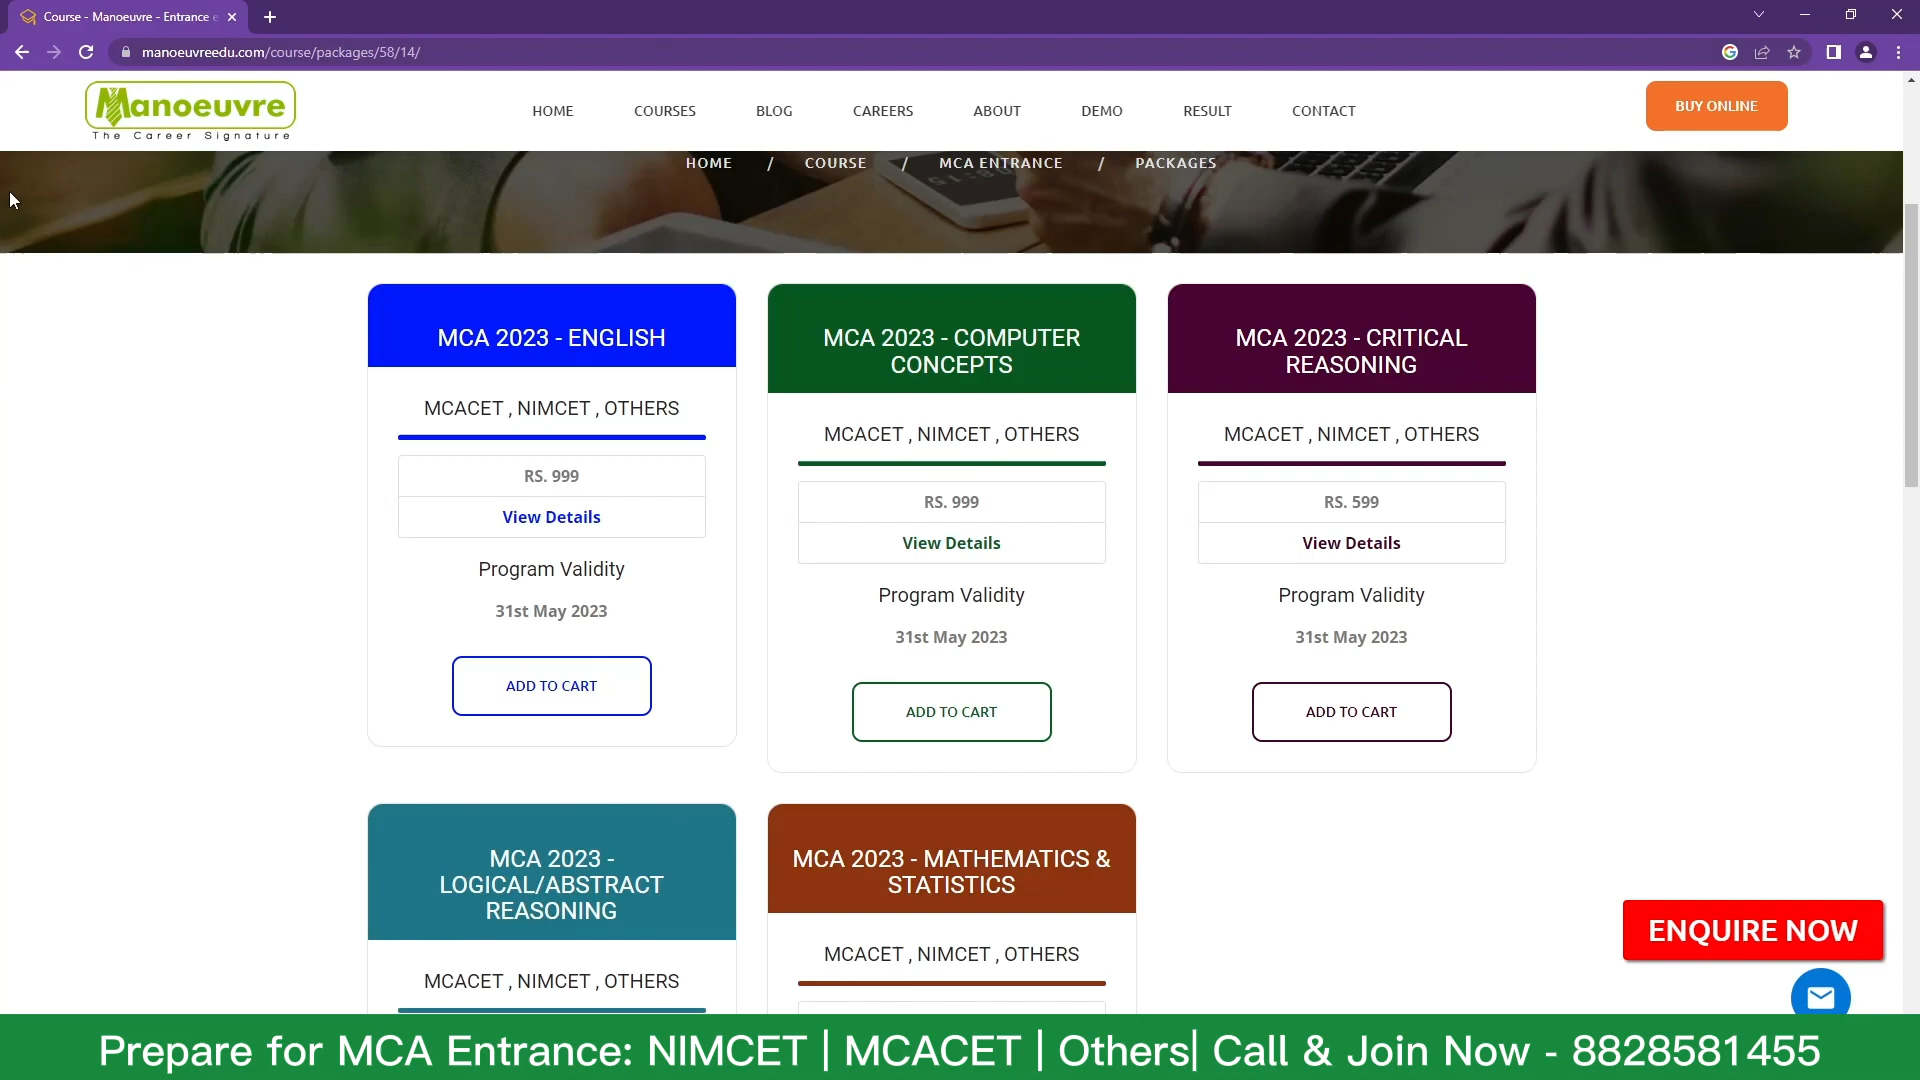 Course - Manoeuvre - Entrance e
manoeuvreedu.com/course/packages/58/14/
Manoeuvre
The Career Signature
HOME
COURSES
BLOG
CAREERS
ABOUT
DEMO
RESULT
CONTACT
BUY ONLINE
HOME / COURSE / MCA ENTRANCE / PACKAGES
MCA 2023 - ENGLISH
MCACET , NIMCET , OTHERS
RS. 999
View Details
Program Validity
31st May 2023
ADD TO CART
MCA 2023 - COMPUTER
CONCEPTS
MCACET , NIMCET , OTHERS
RS. 999
View Details
Program Validity
31st May 2023
ADD TO CART
MCA 2023 - CRITICAL
REASONING
MCACET , NIMCET , OTHERS
RS. 599
View Details
Program Validity
31st May 2023
ADD TO CART
MCA 2023 -
LOGICAL/ABSTRACT
REASONING
MCACET , NIMCET , OTHERS
MCA 2023 - MATHEMATICS &
STATISTICS
MCACET , NIMCET , OTHERS
ENQUIRE NOW
Prepare for MCA Entrance: NIMCET | MCACET | Others| Call & Join Now - 8828581455